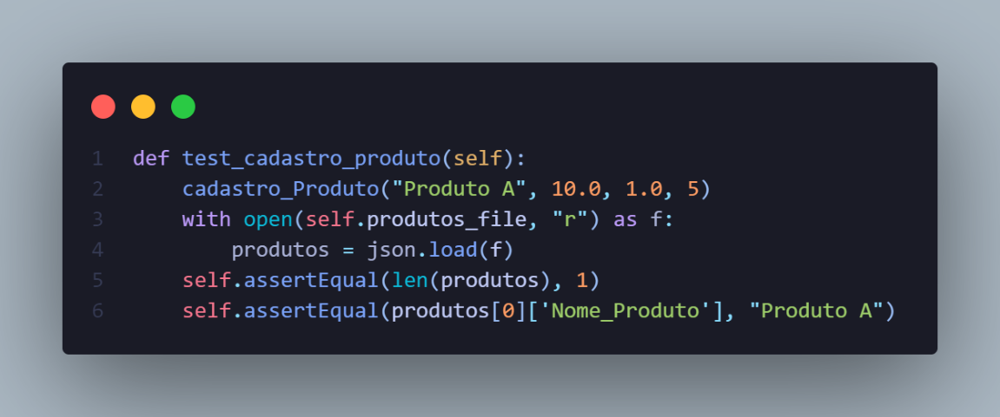 1 def test_cadastro_produto(self):
2     cadastro_Produto("Produto A", 10.0, 1.0, 5)
3     with open(self.produtos_file, "r") as f:
4         produtos = json.load(f)
5     self.assertEqual(len(produtos), 1)
6     self.assertEqual(produtos[0]['Nome_Produto'], "Produto A")